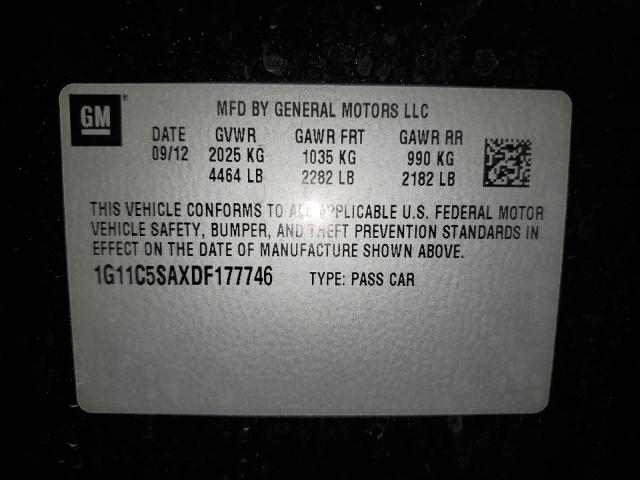 GM®
MFD BY GENERAL MOTORS LLC
DATE GVWR GAWR FRT GAWR RR
09/12 2025 KG 1035 KG 990 KG
4464 LB 2282 LB 2182 LB
THIS VEHICLE CONFORMS TO ALL APPLICABLE U.S. FEDERAL MOTOR
VEHICLE SAFETY, BUMPER, AND THEFT PREVENTION STANDARDS IN
EFFECT ON THE DATE OF MANUFACTURE SHOWN ABOVE.
1G11C5SAXDF177746 TYPE: PASS CAR